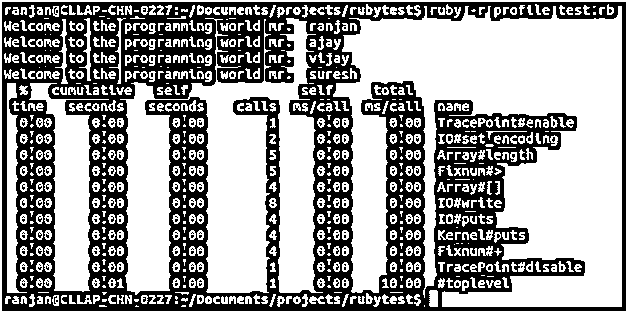 ranjan@CLLAP-CHN-0227:~/Documents/projects/rubytest$ ruby -r profile test.rb
Welcome to the programming world mr. ranjan
Welcome to the programming world mr. ajay
Welcome to the programming world mr. vijay
Welcome to the programming world mr. suresh
% cumulative self self total
time seconds seconds calls ms/call ms/call name
0.00 0.00 0.00 1 0.00 0.00 TracePoint#enable
0.00 0.00 0.00 2 0.00 0.00 IO#set_encoding
0.00 0.00 0.00 5 0.00 0.00 Array#length
0.00 0.00 0.00 5 0.00 0.00 Fixnum#>
0.00 0.00 0.00 4 0.00 0.00 Array#[]
0.00 0.00 0.00 8 0.00 0.00 IO#write
0.00 0.00 0.00 4 0.00 0.00 IO#puts
0.00 0.00 0.00 4 0.00 0.00 Kernel#puts
0.00 0.00 0.00 4 0.00 0.00 Fixnum#+
0.00 0.00 0.00 1 0.00 0.00 TracePoint#disable
0.00 0.01 0.00 1 0.00 10.00 #toplevel
ranjan@CLLAP-CHN-0227:~/Documents/projects/rubytest$